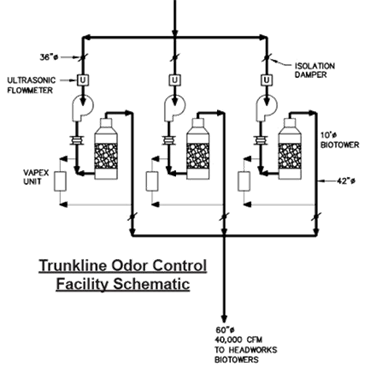 36"ø
ISOLATION
DAMPER
ULTRASONIC
FLOWMETER
U
U
U
10'ø
BIOTOWER
VAPEX
UNIT
42"ø
Trunkline Odor Control
Facility Schematic
60"ø
40,000 CFM
TO HEADWORKS
BIOTOWERS